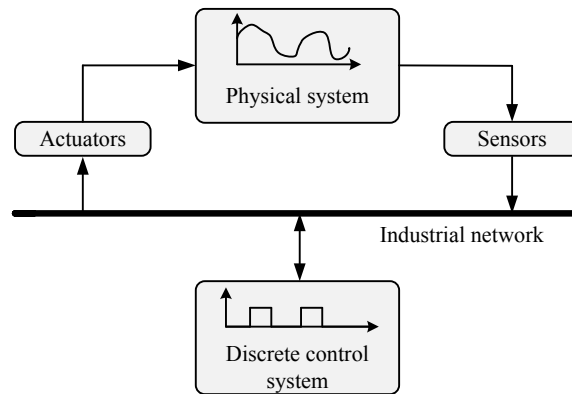 Physical system
Actuators
Sensors
Industrial network
Discrete control
system